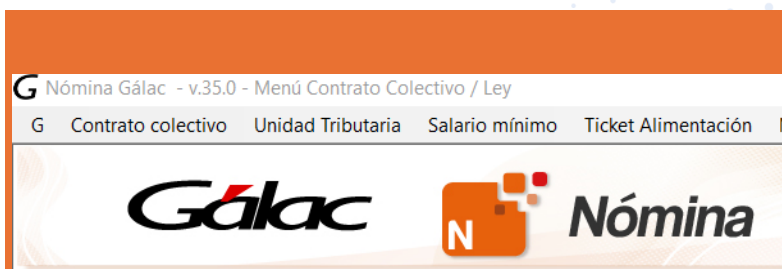 G Nómina Gálac - v.35.0 - Menú Contrato Colectivo / Ley
G Contrato colectivo Unidad Tributaria Salario mínimo Ticket Alimentación
Gálac N Nómina